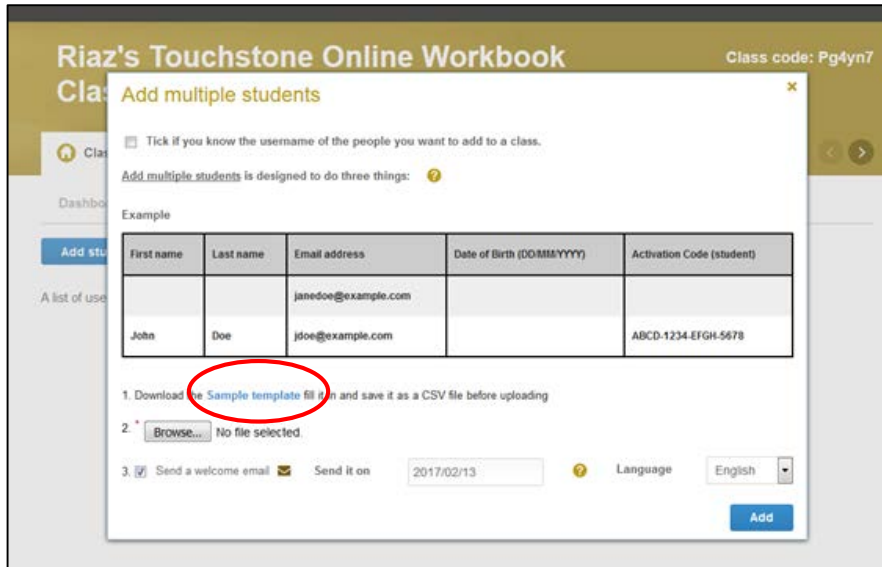 Riaz's Touchstone Online Workbook
Class code: Pg4yn7
Add multiple students
Tick if you know the username of the people you want to add to a class.
Add multiple students is designed to do three things: ?
Example
First name Last name Email address Date of Birth (DD/MM/YYYY) Activation Code (student)
janedoe@example.com
John Doe jdoe@example.com ABCD-1234-EFGH-5678
Add stu
A list of use
1. Download the Sample template fill it in and save it as a CSV file before uploading
2. * Browse... No file selected.
3. Send a welcome email Send it on 2017/02/13 ? Language English
Add